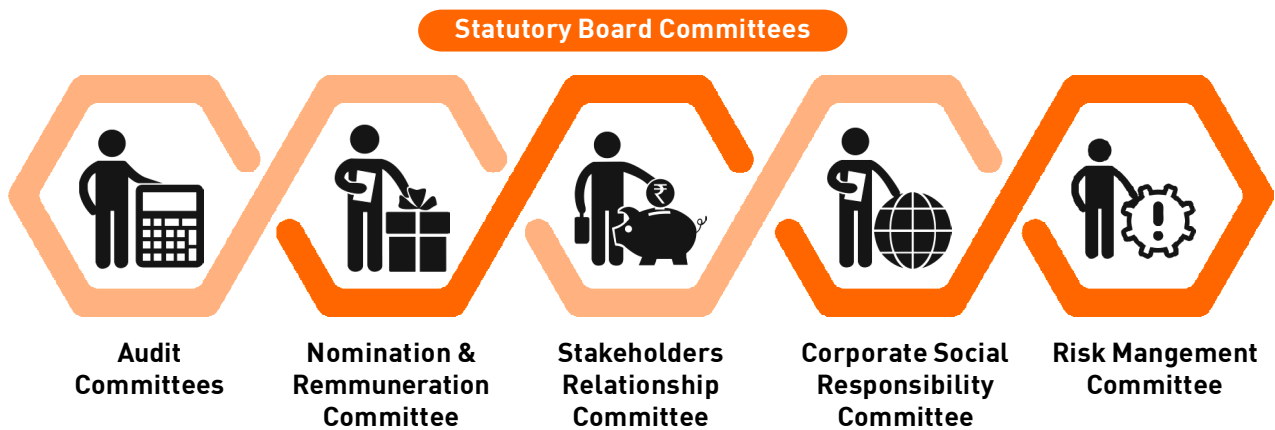 Statutory Board Committees
₹
Audit
Committees
Nomination &
Remmuneration
Committee
Stakeholders
Relationship
Committee
Corporate Social
Responsibility
Committee
Risk Mangement
Committee